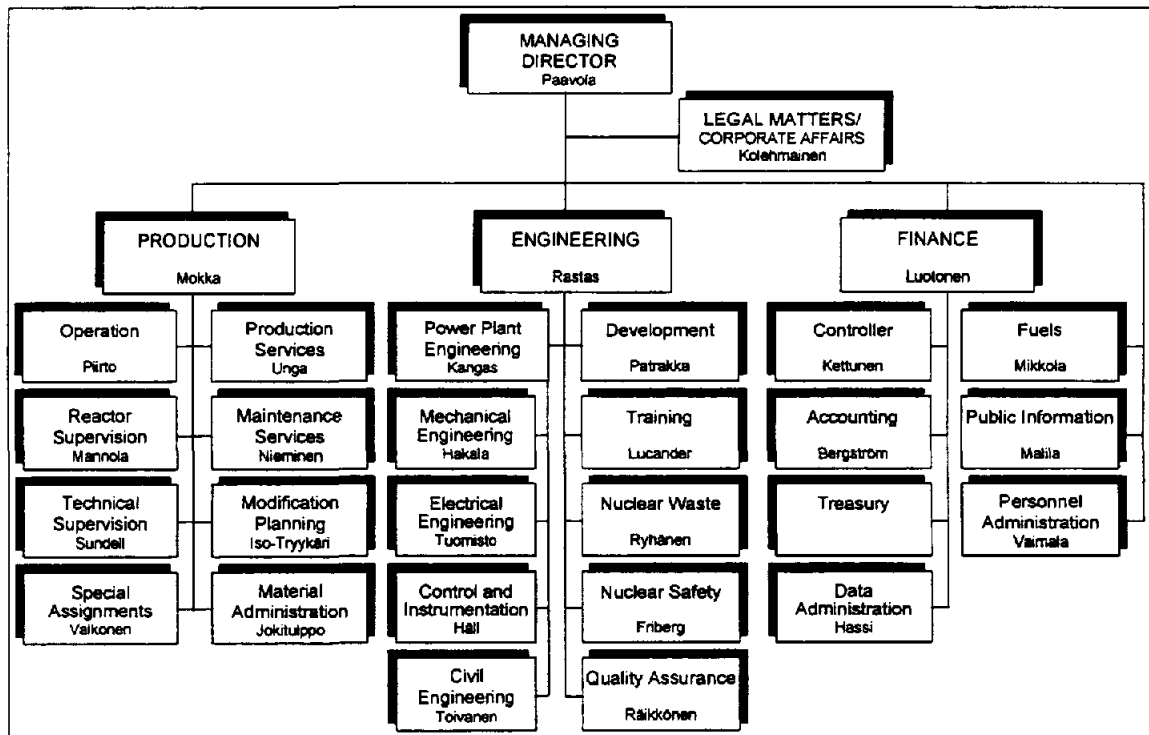 MANAGING
DIRECTOR
Paavola
LEGAL MATTERS/
CORPORATE AFFAIRS
Kolehmainen
PRODUCTION
Mokka
ENGINEERING
Rastas
FINANCE
Luotonen
Operation
Piirto
Production
Services
Unga
Power Plant
Engineering
Kangas
Development
Patrakka
Controller
Kettunen
Fuels
Mikkola
Reactor
Supervision
Mannola
Maintenance
Services
Nieminen
Mechanical
Engineering
Hakala
Training
Lucander
Accounting
Bergström
Public Information
Malila
Technical
Supervision
Sundell
Modification
Planning
Iso-Tryykäri
Electrical
Engineering
Tuomisto
Nuclear Waste
Ryhänen
Treasury
Personnel
Administration
Vaimala
Special
Assignments
Valkonen
Material
Administration
Jokitulppo
Control and
Instrumentation
Häll
Nuclear Safety
Friberg
Data
Administration
Hassi
Civil
Engineering
Toivanen
Quality Assurance
Räikkönen